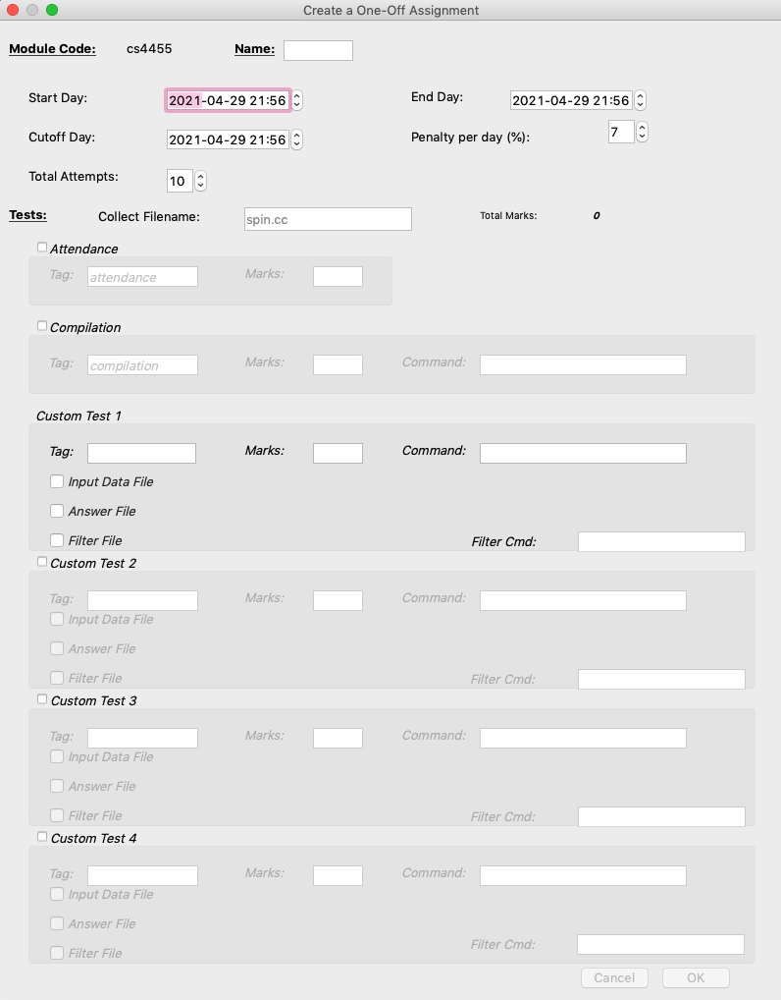 Create a One-Off Assignment
Module Code: cs4455 Name:
Start Day: 2021-04-29 21:56 End Day: 2021-04-29 21:56
Cutoff Day: 2021-04-29 21:56 Penalty per day (%): 7
Total Attempts: 10
Tests: Collect Filename: spin.cc Total Marks: 0
Attendance
Tag: attendance Marks:
Compilation
Tag: compilation Marks: Command:
Custom Test 1
Tag: Marks: Command:
Input Data File
Answer File
Filter File Filter Cmd:
Custom Test 2
Tag: Marks: Command:
Input Data File
Answer File
Filter File Filter Cmd:
Custom Test 3
Tag: Marks: Command:
Input Data File
Answer File
Filter File Filter Cmd:
Custom Test 4
Tag: Marks: Command:
Input Data File
Answer File
Filter Cmd:
Filter File
Cancel OK